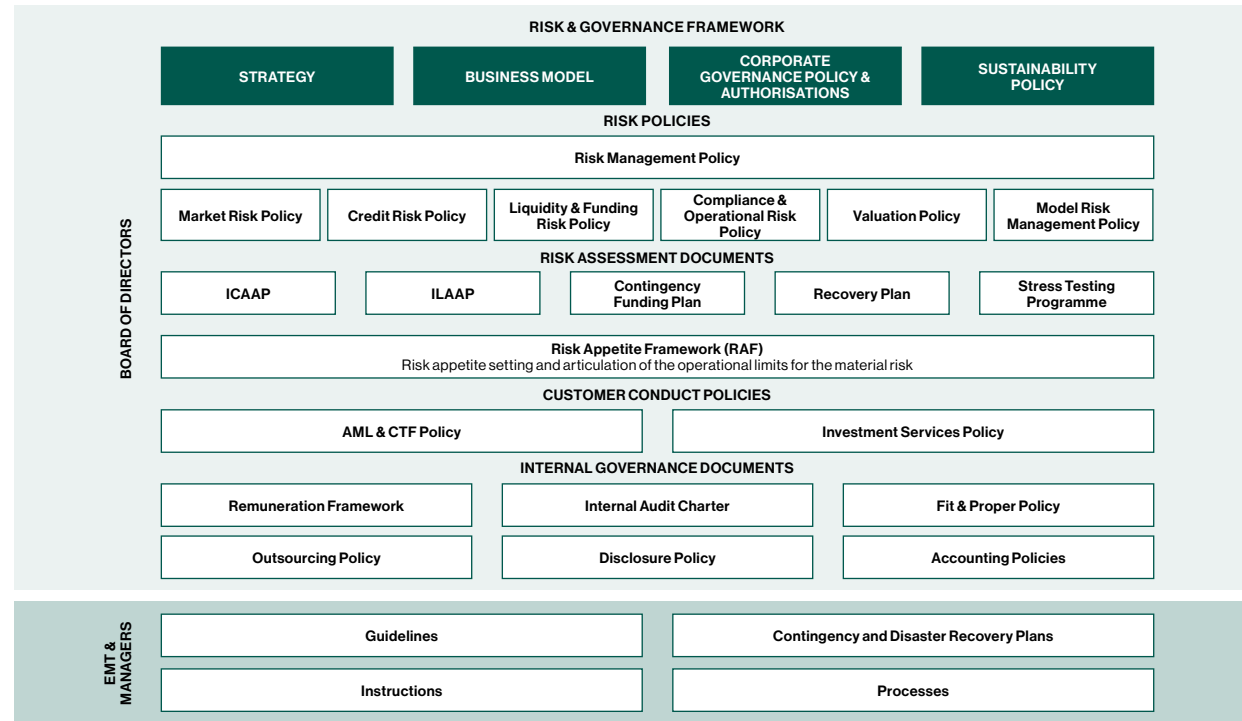 RISK & GOVERNANCE FRAMEWORK
STRATEGY
BUSINESS MODEL
CORPORATE
GOVERNANCE POLICY &
AUTHORISATIONS
SUSTAINABILITY
POLICY
RISK POLICIES
Risk Management Policy
Market Risk Policy
Credit Risk Policy
Liquidity & Funding
Risk Policy
Compliance &
Operational Risk
Policy
Valuation Policy
Model Risk
Management Policy
RISK ASSESSMENT DOCUMENTS
ICAAP
ILAAP
Contingency
Funding Plan
Recovery Plan
Stress Testing
Programme
Risk Appetite Framework (RAF)
Risk appetite setting and articulation of the operational limits for the material risk
CUSTOMER CONDUCT POLICIES
AML & CTF Policy
Investment Services Policy
INTERNAL GOVERNANCE DOCUMENTS
Remuneration Framework
Internal Audit Charter
Fit & Proper Policy
Outsourcing Policy
Disclosure Policy
Accounting Policies
BOARD OF DIRECTORS
EMT &
MANAGERS
Guidelines
Contingency and Disaster Recovery Plans
Instructions
Processes